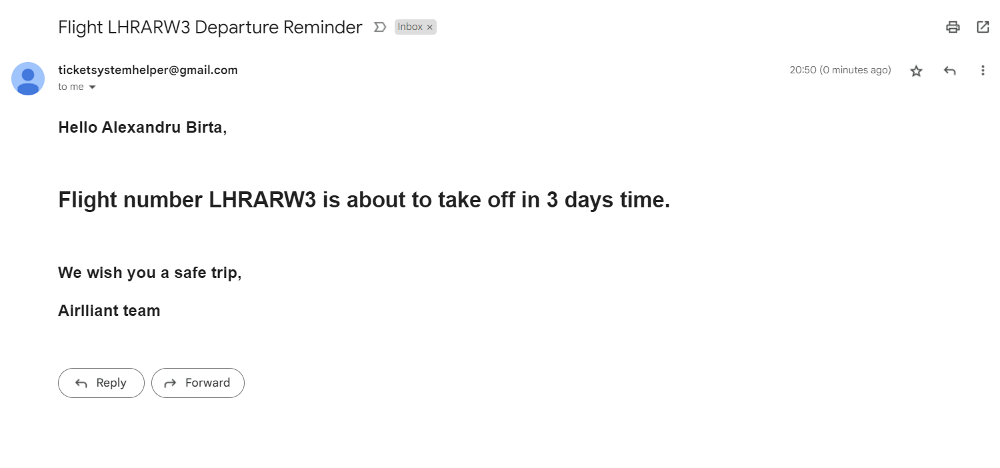 Flight LHRARW3 Departure Reminder Inbox ×
ticketsystemhelper@gmail.com 20:50 (0 minutes ago)
to me
Hello Alexandru Birta,
Flight number LHRARW3 is about to take off in 3 days time.
We wish you a safe trip,
Airlliant team
Reply Forward